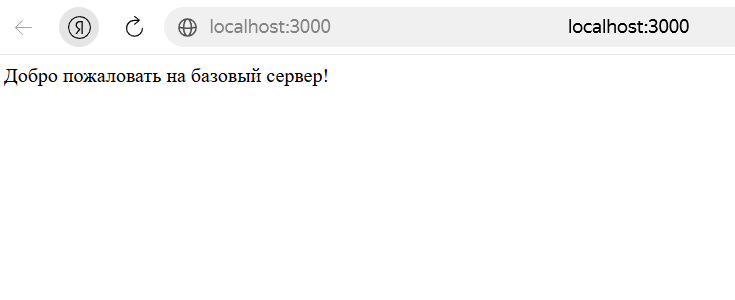 Я localhost:3000 localhost:3000
Добро пожаловать на базовый сервер!